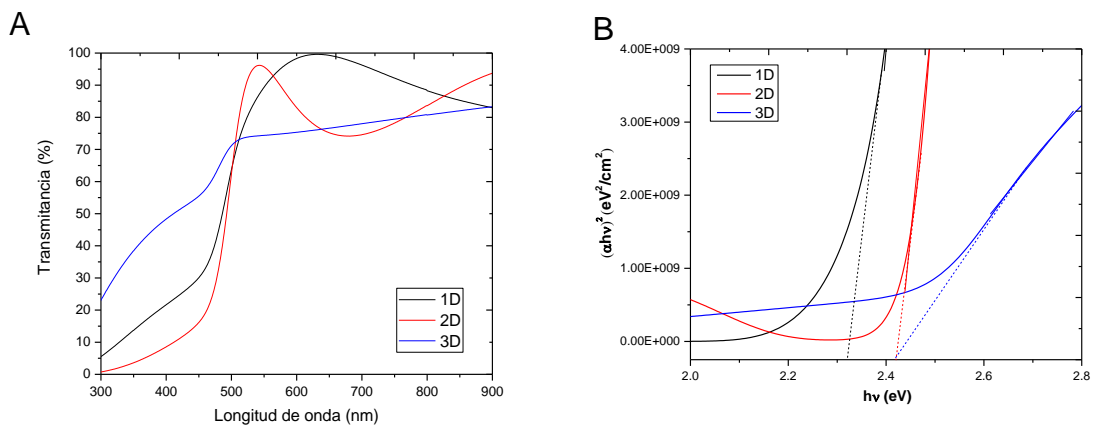 A
Transmitancia (%)
100
90
80
70
60
50
40
30
20
10
0
300 400 500 600 700 800 900
Longitud de onda (nm)
1D
2D
3D
B
(αhν)² (eV²/cm²)
4.00E+009
3.00E+009
2.00E+009
1.00E+009
0.00E+000
2.0 2.2 2.4 2.6 2.8
hν (eV)
1D
2D
3D